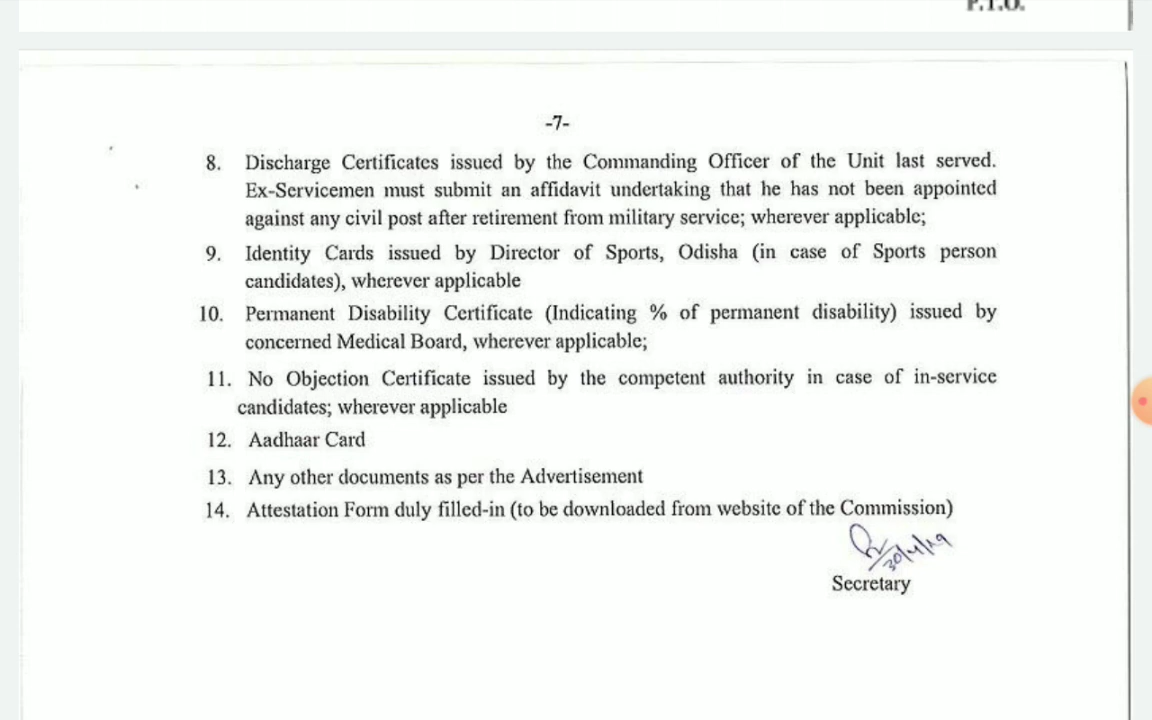 P.T.O.
-7-
8. Discharge Certificates issued by the Commanding Officer of the Unit last served.
Ex-Servicemen must submit an affidavit undertaking that he has not been appointed
against any civil post after retirement from military service; wherever applicable;
9. Identity Cards issued by Director of Sports, Odisha (in case of Sports person
candidates), wherever applicable
10. Permanent Disability Certificate (Indicating % of permanent disability) issued by
concerned Medical Board, wherever applicable;
11. No Objection Certificate issued by the competent authority in case of in-service
candidates; wherever applicable
12. Aadhaar Card
13. Any other documents as per the Advertisement
14. Attestation Form duly filled-in (to be downloaded from website of the Commission)
30/4/19
Secretary